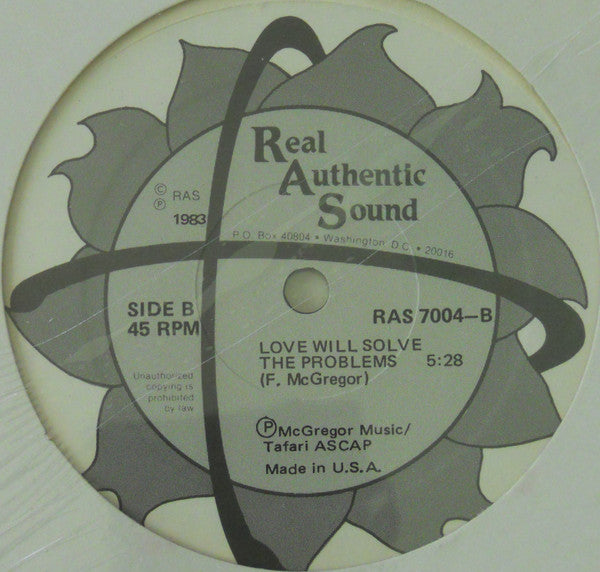 Real
Authentic
Sound
P.O. Box 40804 • Washington, D.C. • 20016
© RAS
℗ 1983
SIDE B
45 RPM
RAS 7004-B
LOVE WILL SOLVE
THE PROBLEMS 5:28
(F. McGregor)
Unauthorized
copying is
prohibited
by law
℗McGregor Music/
Tafari ASCAP
Made in U.S.A.